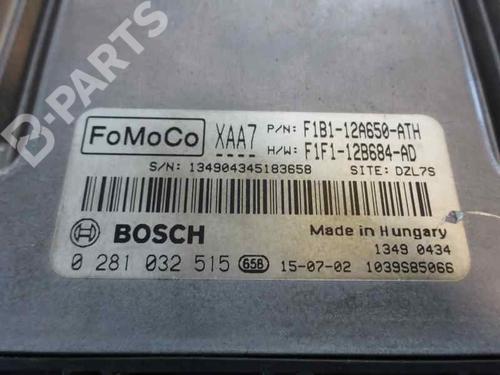 B-PARTS
FoMoCo XAA7 P/N: F1B1-12A650-ATH
H/W: F1F1-12B684-AD
S/N: 134904345183658 SITE: DZL7S
BOSCH Made in Hungary
1349 0434
0 281 032 515 658 15-07-02 1039S85066